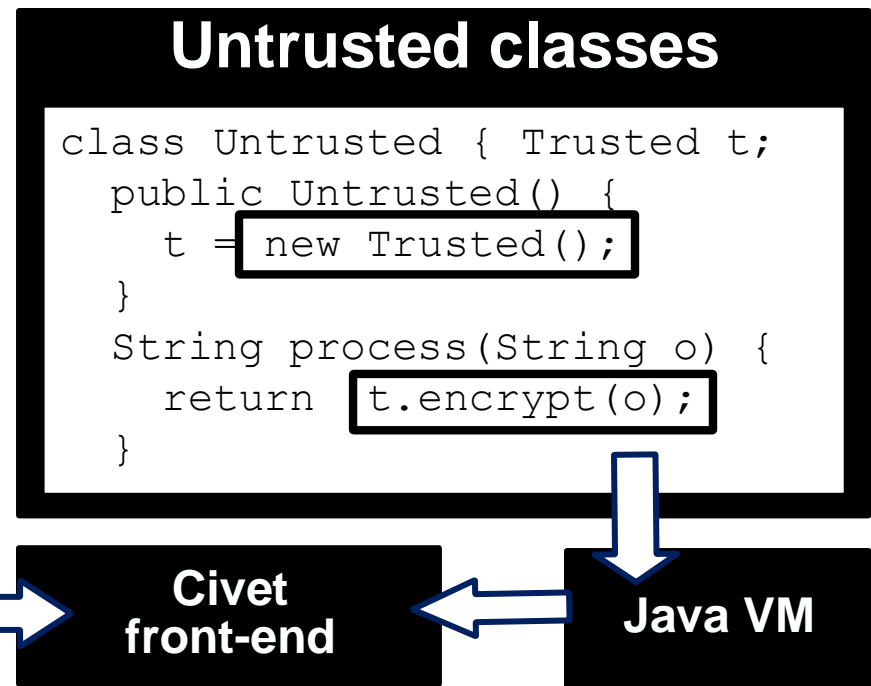 Untrusted classes
class Untrusted { Trusted t;
public Untrusted() {
t = new Trusted();
}
String process(String o) {
return t.encrypt(o);
}
Civet
front-end
Java VM